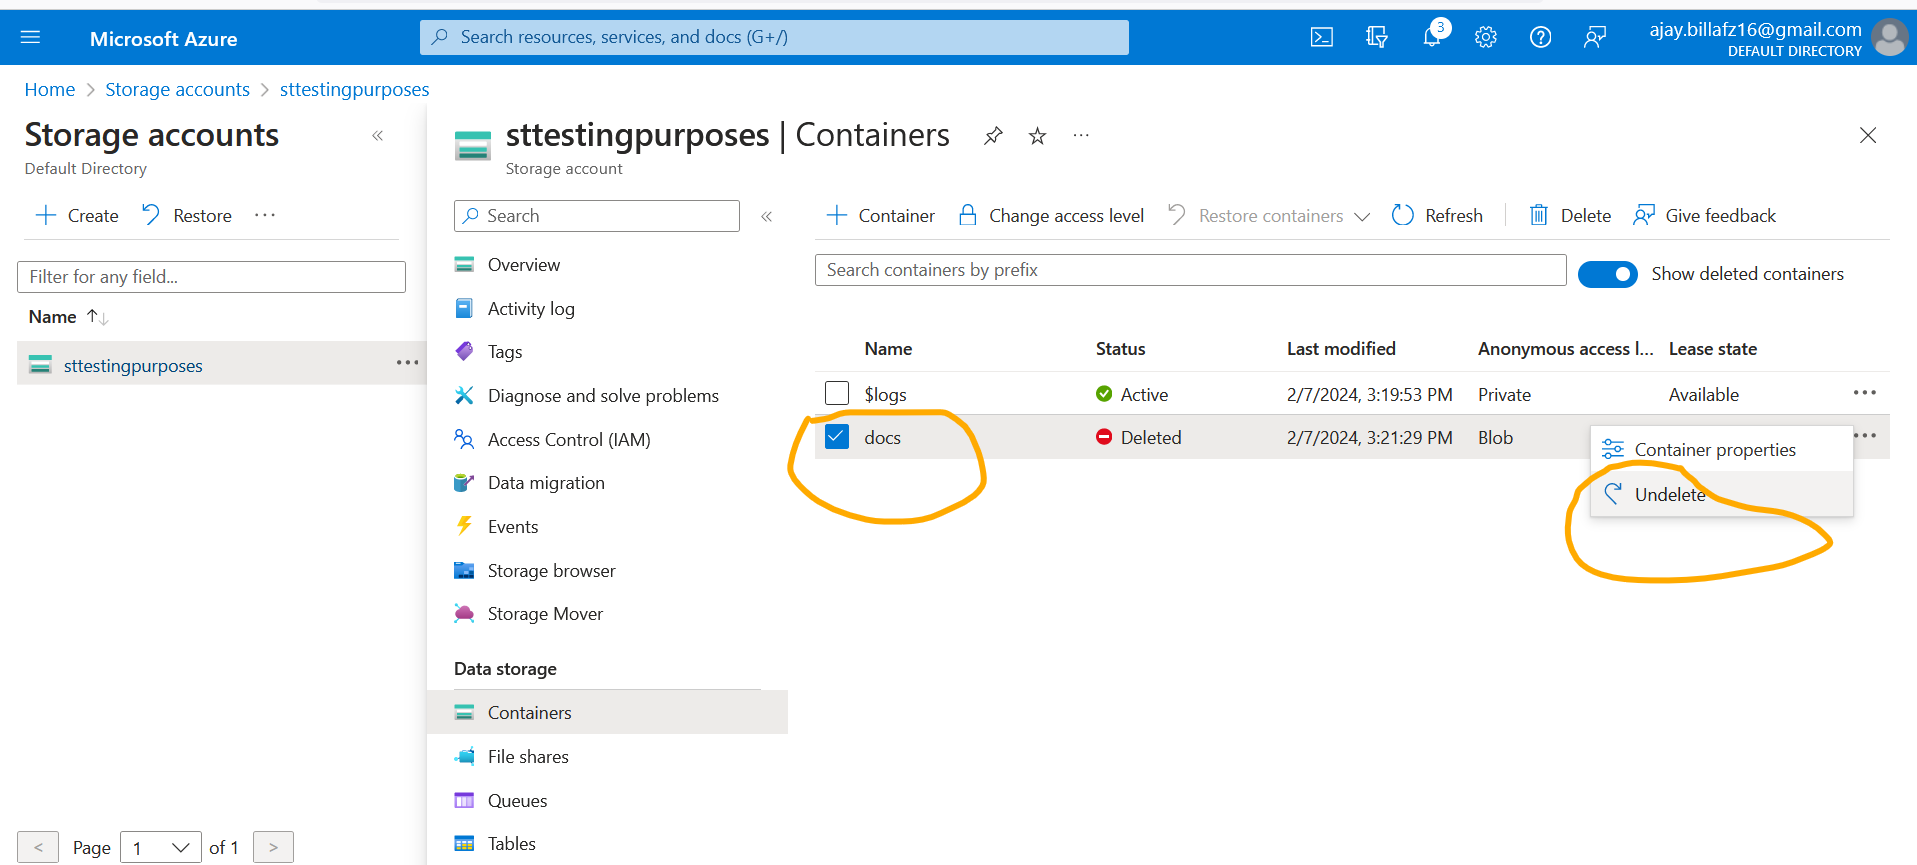 Microsoft Azure
Search resources, services, and docs (G+/)
3
ajay.billafz16@gmail.com
DEFAULT DIRECTORY
Home > Storage accounts > sttestingpurposes
Storage accounts «
Default Directory
+ Create Restore ...
Filter for any field...
Name ↑↓
sttestingpurposes ...
< Page 1 of 1 >
sttestingpurposes | Containers ...
Storage account
Search «
Overview
Activity log
Tags
Diagnose and solve problems
Access Control (IAM)
Data migration
Events
Storage browser
Storage Mover
Data storage
Containers
File shares
Queues
Tables
+ Container Change access level Restore containers Refresh Delete Give feedback
Search containers by prefix Show deleted containers
Name Status Last modified Anonymous access l... Lease state
$logs Active 2/7/2024, 3:19:53 PM Private Available ...
docs Deleted 2/7/2024, 3:21:29 PM Blob ...
Container properties
Undelete